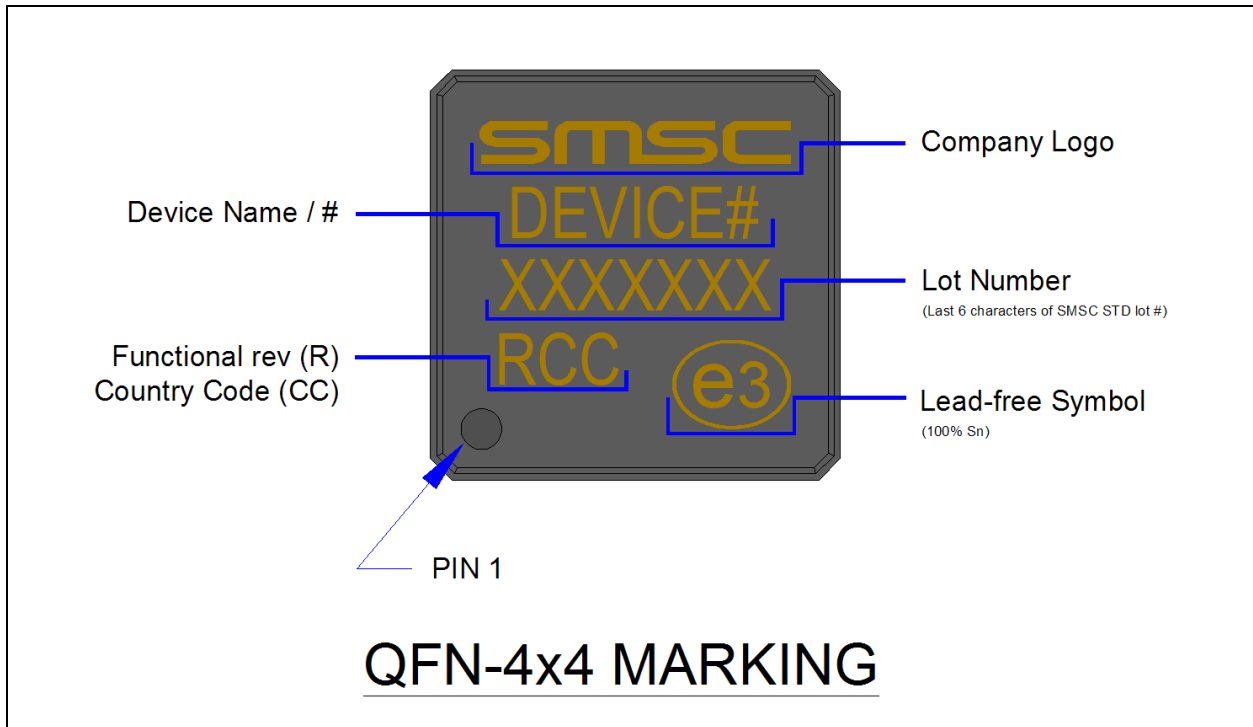 smsc
Company Logo
Device Name / #
DEVICE#
XXXXXXX
Lot Number
(Last 6 characters of SMSC STD lot #)
Functional rev (R)
Country Code (CC)
RCC
e3
Lead-free Symbol
(100% Sn)
PIN 1
QFN-4x4 MARKING